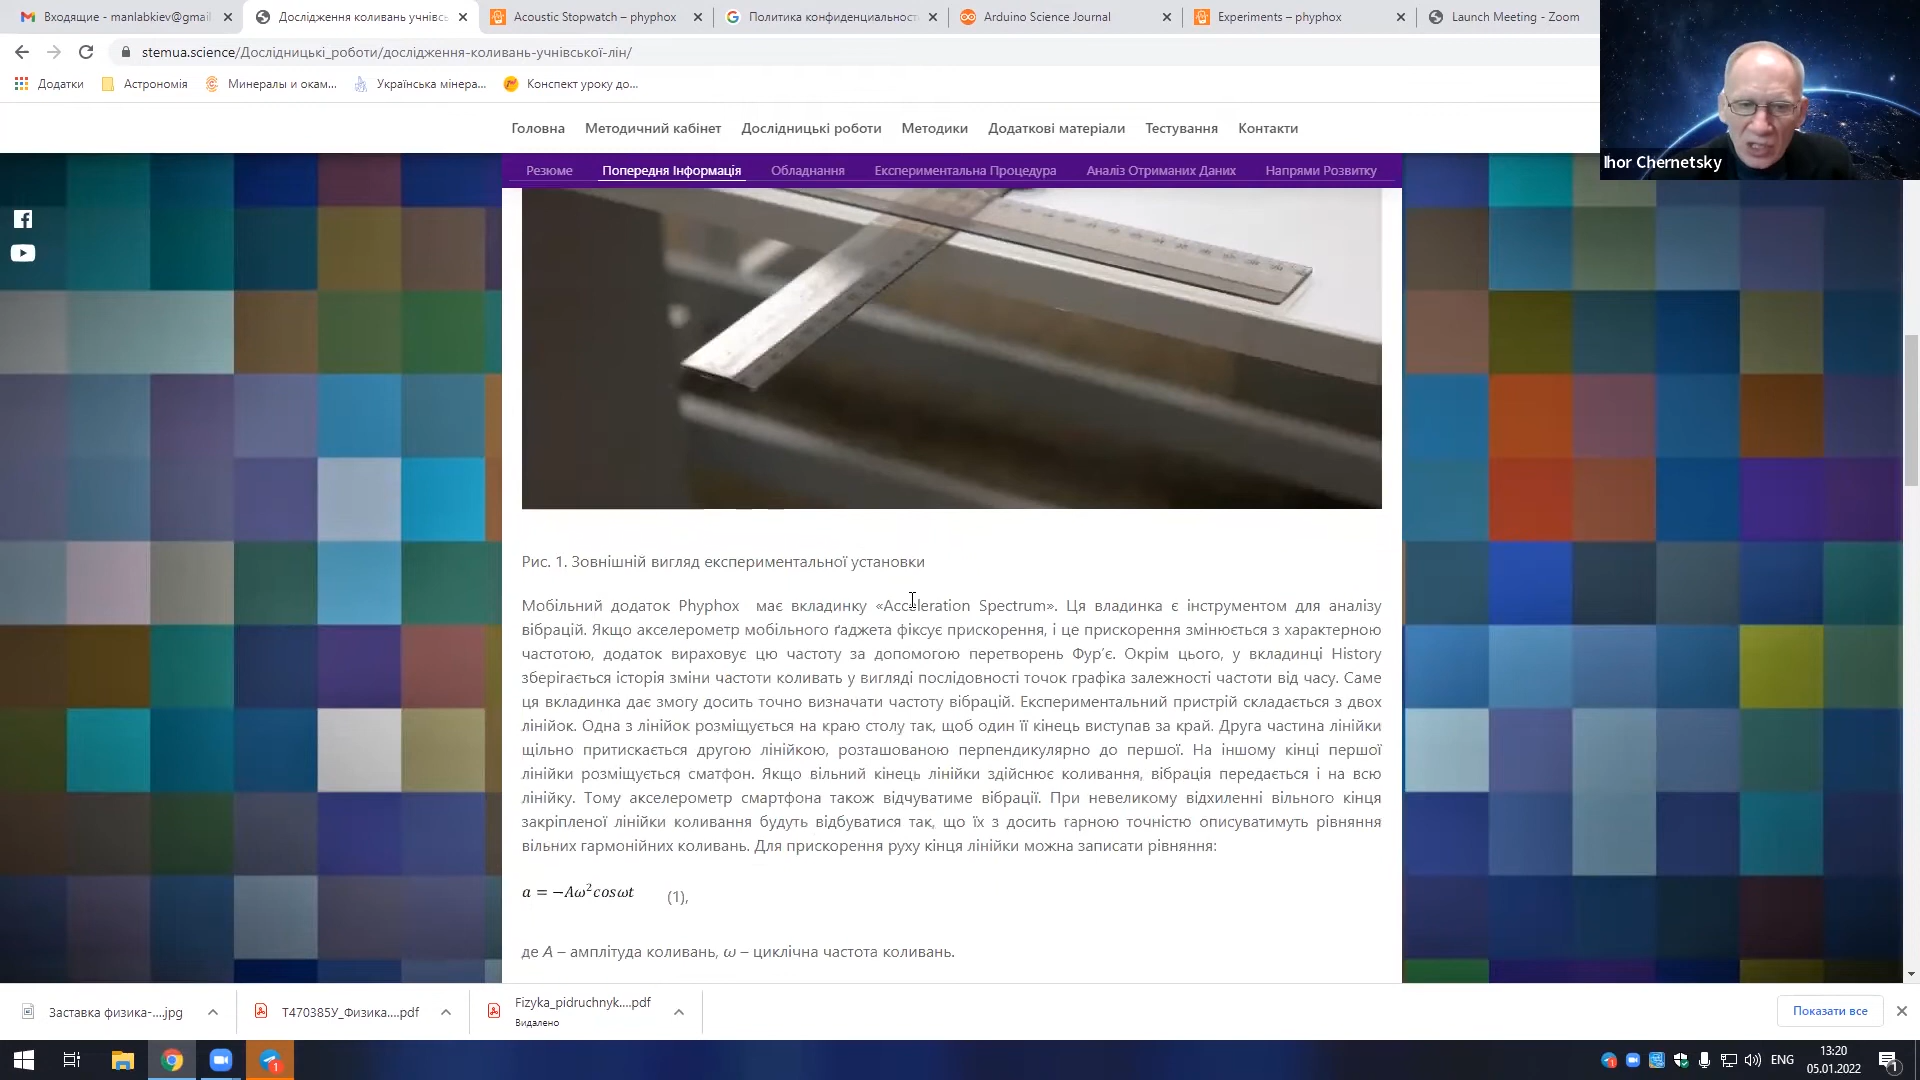 Входящие - manlabkiev@gmail
Дослідження коливань учнівсь
Acoustic Stopwatch – phyphox
Политика конфиденциальност
Arduino Science Journal
Experiments – phyphox
Launch Meeting - Zoom
stemua.science/Дослідницькі_роботи/дослідження-коливань-учнівської-лін/
Додатки
Астрономія
Минералы и окам...
Українська мінера...
Конспект уроку до...
Ihor Chernetsky
Головна Методичний кабінет Дослідницькі роботи Методики Додаткові матеріали Тестування Контакти
Резюме Попередня Інформація Обладнання Експериментальна Процедура Аналіз Отриманих Даних Напрями Розвитку
Рис. 1. Зовнішній вигляд експериментальної установки
Мобільний додаток Phyphox має вкладинку «Acceleration Spectrum». Ця владинка є інструментом для аналізу
вібрацій. Якщо акселерометр мобільного ґаджета фіксує прискорення, і це прискорення змінюється з характерною
частотою, додаток вираховує цю частоту за допомогою перетворень Фур’є. Окрім цього, у вкладинці History
зберігається історія зміни частоти коливать у вигляді послідовності точок графіка залежності частоти від часу. Саме
ця вкладинка дає змогу досить точно визначати частоту вібрацій. Експериментальний пристрій складається з двох
лінійок. Одна з лінійок розміщується на краю столу так, щоб один її кінець виступав за край. Друга частина лінійки
щільно притискається другою лінійкою, розташованою перпендикулярно до першої. На іншому кінці першої
лінійки розміщується сматфон. Якщо вільний кінець лінійки здійснює коливання, вібрація передається і на всю
лінійку. Тому акселерометр смартфона також відчуватиме вібрації. При невеликому відхиленні вільного кінця
закріпленої лінійки коливання будуть відбуватися так, що їх з досить гарною точністю описуватимуть рівняння
вільних гармонійних коливань. Для прискорення руху кінця лінійки можна записати рівняння:
a = −Aω²cosωt (1),
де A – амплітуда коливань, ω – циклічна частота коливань.
Заставка физика-....jpg
Т470385У_Физика....pdf
Fizyka_pidruchnyk....pdf
Видалено
Показати все
ENG
13:20
05.01.2022
1
1